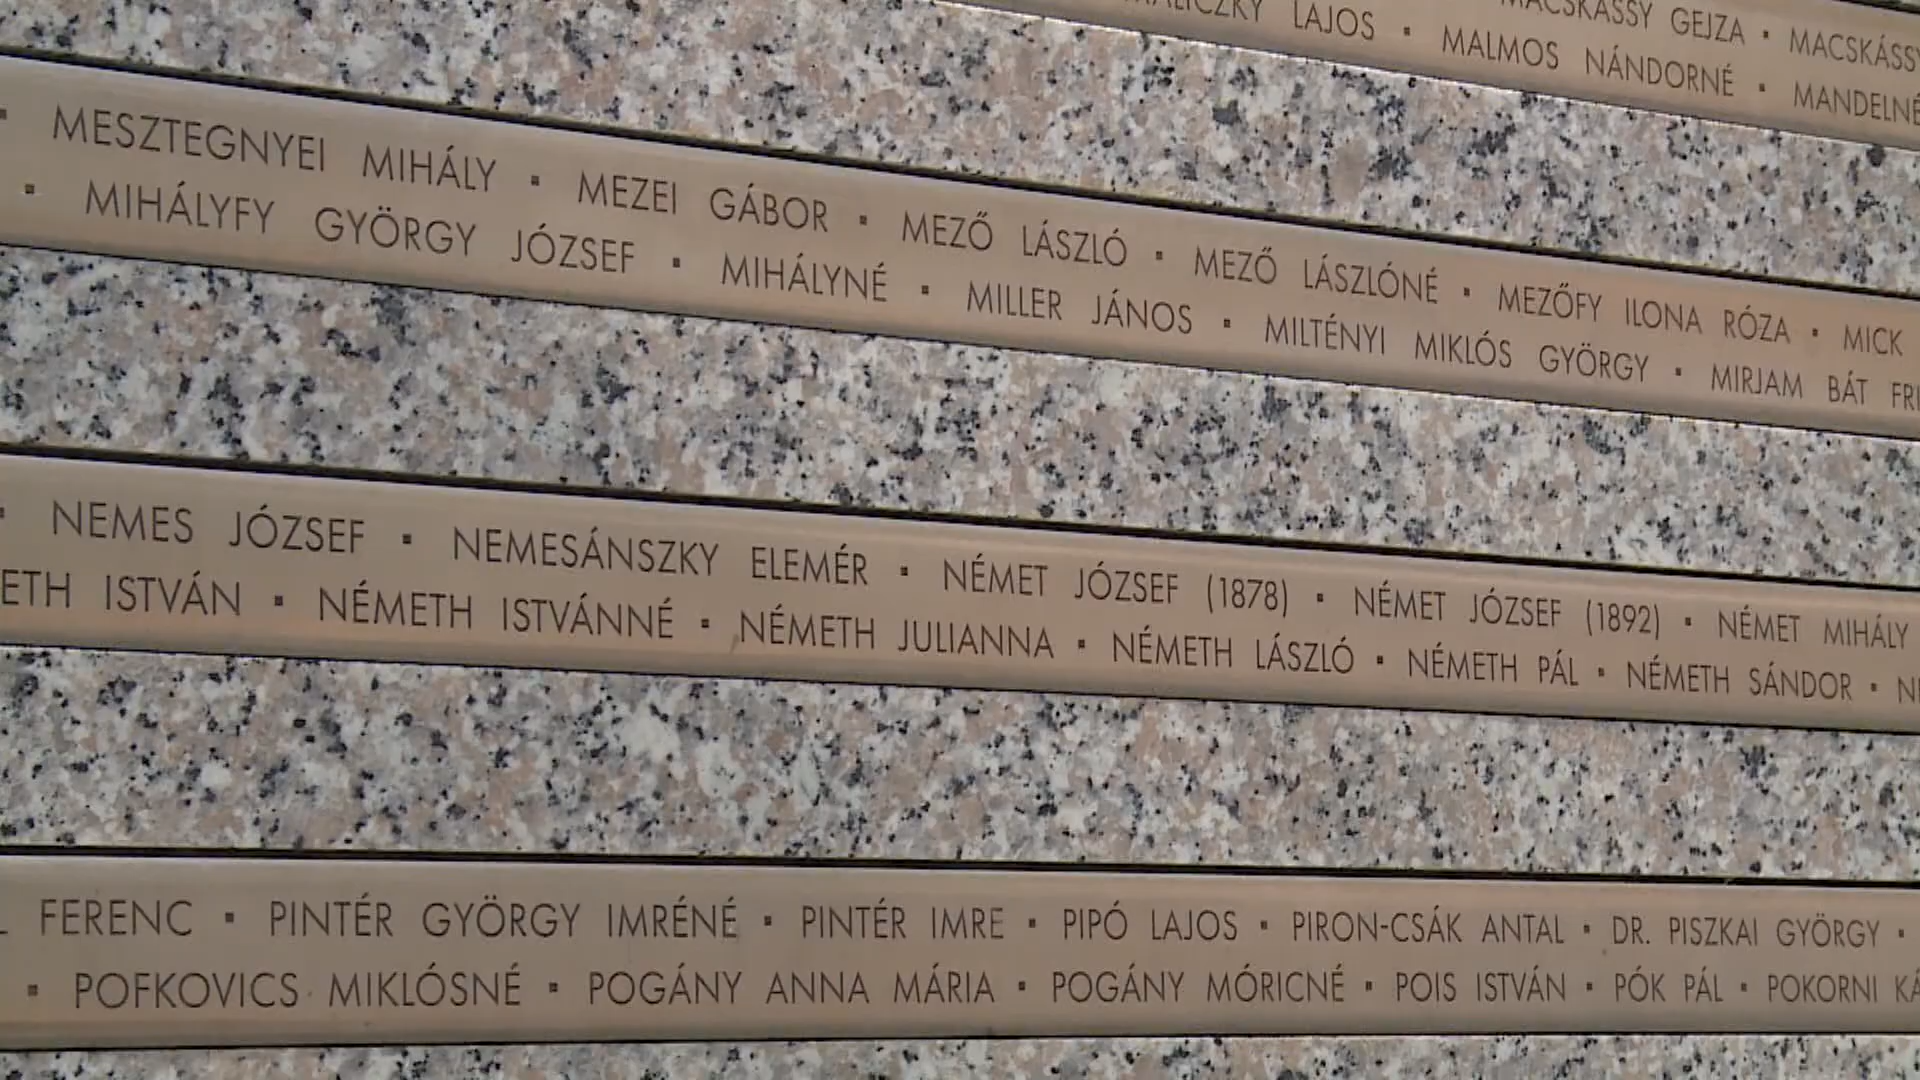 MACSKÁSSY GEJZA · MACSKÁSSY
LAJOS · MALMOS NÁNDORNÉ · MANDELNÉ
· MESZTEGNYEI MIHÁLY · MEZEI GÁBOR · MEZŐ LÁSZLÓ · MEZŐ LÁSZLÓNÉ · MEZŐFY ILONA RÓZA · MICK
· MIHÁLYFY GYÖRGY JÓZSEF · MIHÁLYNÉ · MILLER JÁNOS · MILTÉNYI MIKLÓS GYÖRGY · MIRJAM BÁT
· NEMES JÓZSEF · NEMESÁNSZKY ELEMÉR · NÉMET JÓZSEF (1878) · NÉMET JÓZSEF (1892) · NÉMET MIHÁLY
ETH ISTVÁN · NÉMETH ISTVÁNNÉ · NÉMETH JULIANNA · NÉMETH LÁSZLÓ · NÉMETH PÁL · NÉMETH SÁNDOR ·
FERENC · PINTÉR GYÖRGY IMRÉNÉ · PINTÉR IMRE · PIPÓ LAJOS · PIRON-CSÁK ANTAL · DR. PISZKAI GYÖRGY ·
· POFKOVICS MIKLÓSNÉ · POGÁNY ANNA MÁRIA · POGÁNY MÓRICNÉ · POIS ISTVÁN · PÓK PÁL · POKORNI